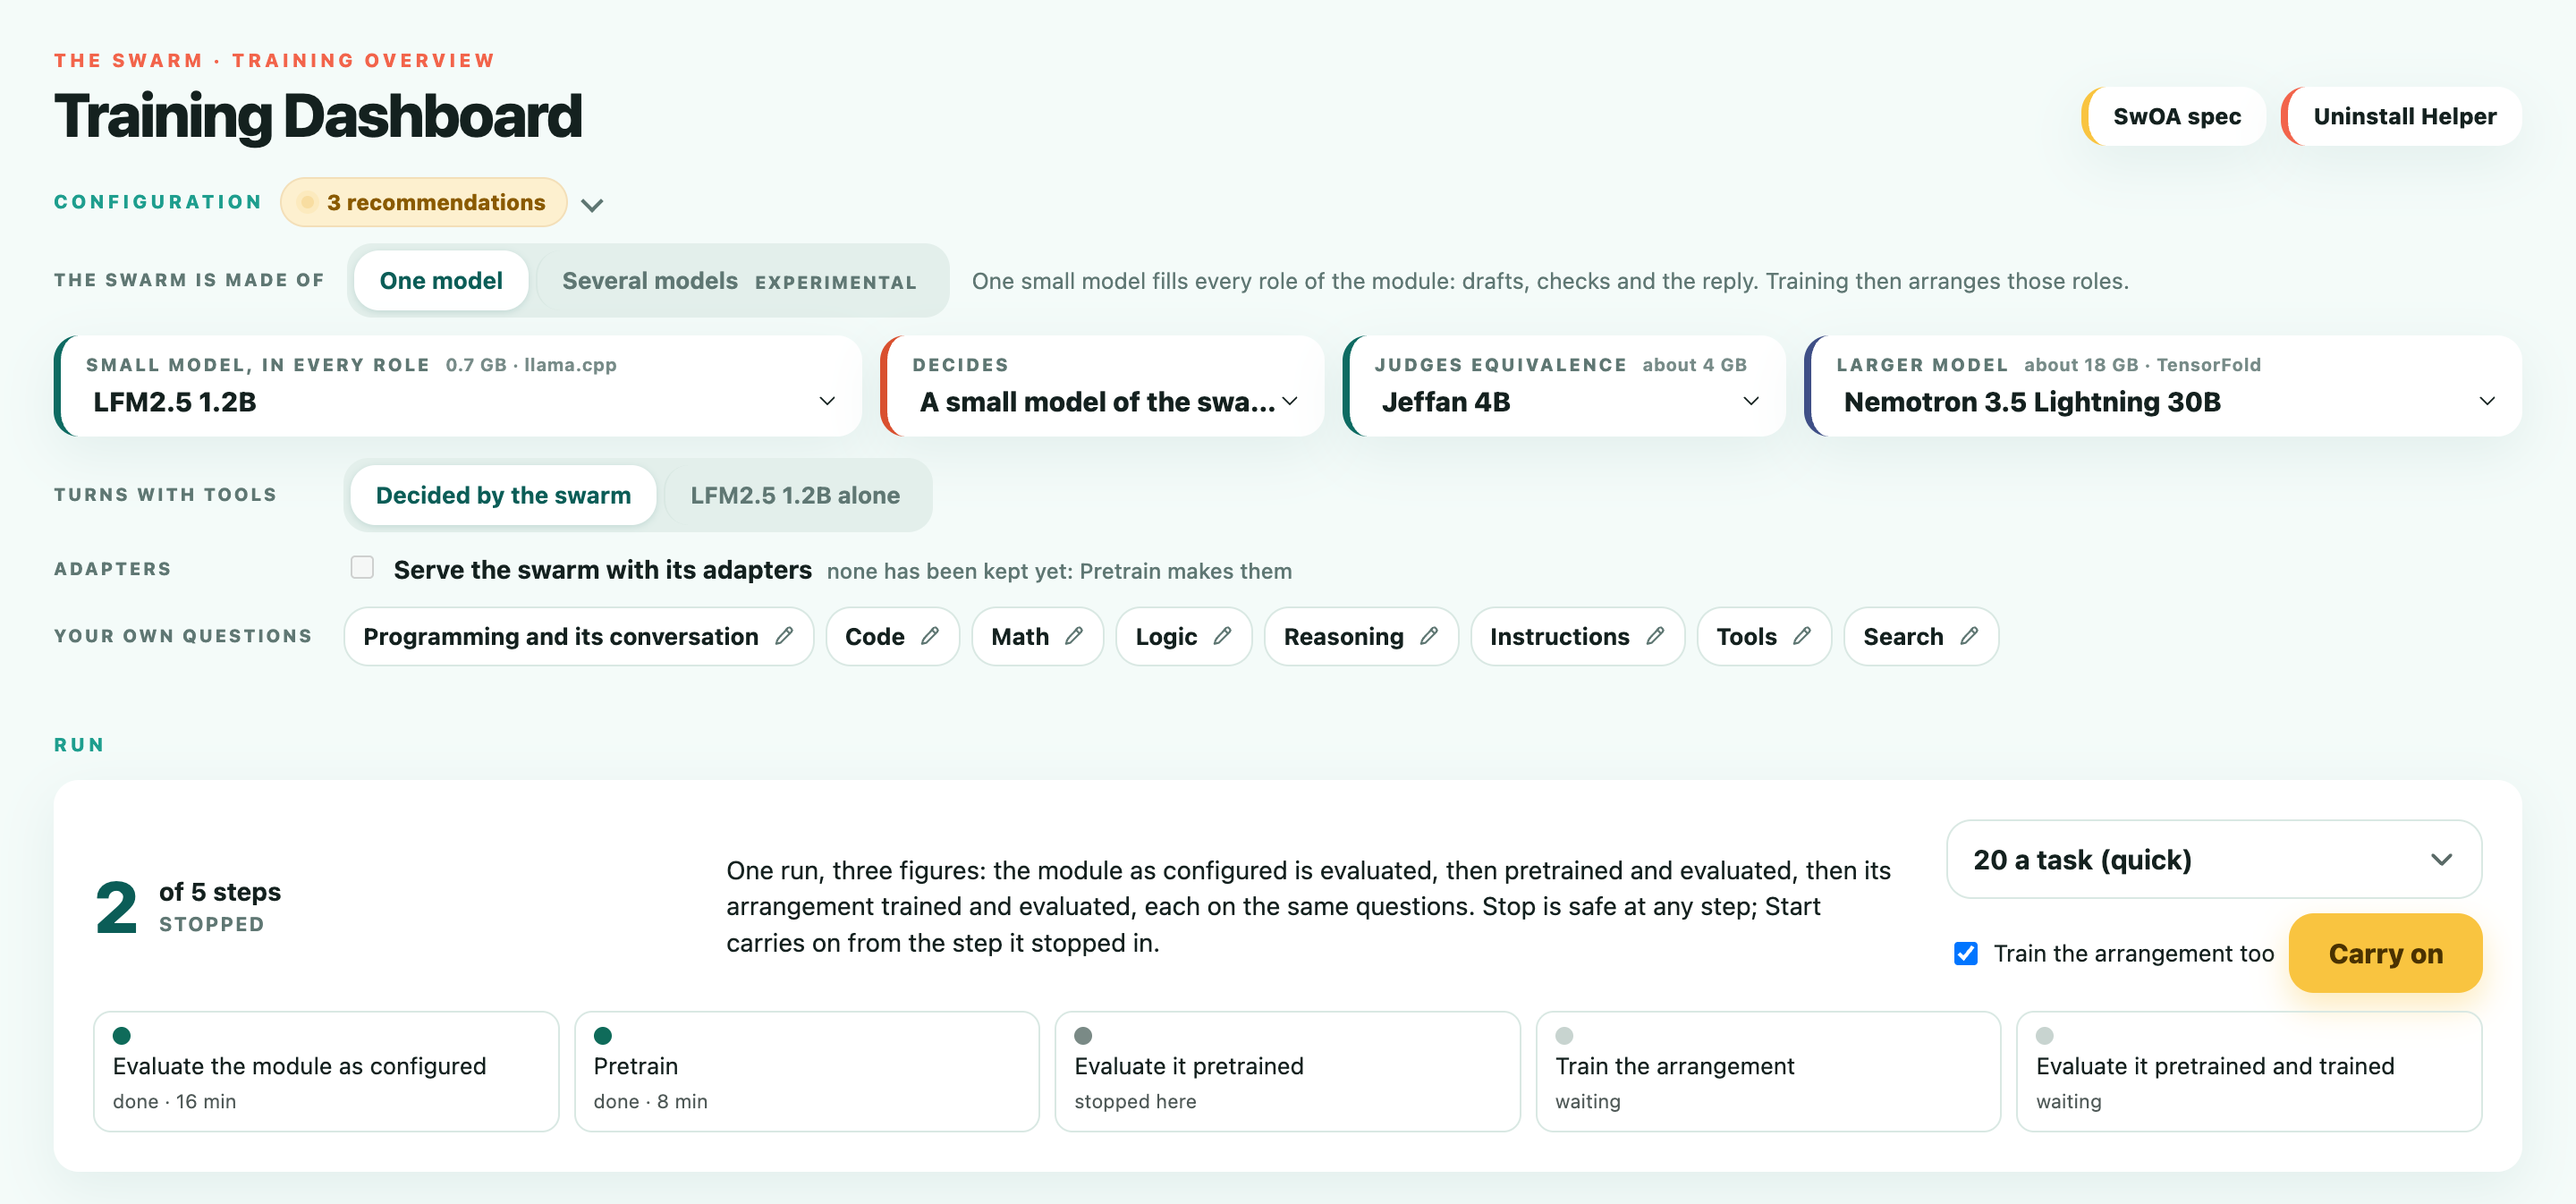 THE SWARM · TRAINING OVERVIEW
Training Dashboard
SwOA spec
Uninstall Helper
CONFIGURATION
3 recommendations
THE SWARM IS MADE OF
One model
Several models EXPERIMENTAL
One small model fills every role of the module: drafts, checks and the reply. Training then arranges those roles.
SMALL MODEL, IN EVERY ROLE 0.7 GB · llama.cpp
LFM2.5 1.2B
DECIDES
A small model of the swa...
JUDGES EQUIVALENCE about 4 GB
Jeffan 4B
LARGER MODEL about 18 GB · TensorFold
Nemotron 3.5 Lightning 30B
TURNS WITH TOOLS
Decided by the swarm
LFM2.5 1.2B alone
ADAPTERS
Serve the swarm with its adapters none has been kept yet: Pretrain makes them
YOUR OWN QUESTIONS
Programming and its conversation
Code
Math
Logic
Reasoning
Instructions
Tools
Search
RUN
2 of 5 steps
STOPPED
One run, three figures: the module as configured is evaluated, then pretrained and evaluated, then its
arrangement trained and evaluated, each on the same questions. Stop is safe at any step; Start
carries on from the step it stopped in.
20 a task (quick)
Train the arrangement too
Carry on
Evaluate the module as configured
done · 16 min
Pretrain
done · 8 min
Evaluate it pretrained
stopped here
Train the arrangement
waiting
Evaluate it pretrained and trained
waiting